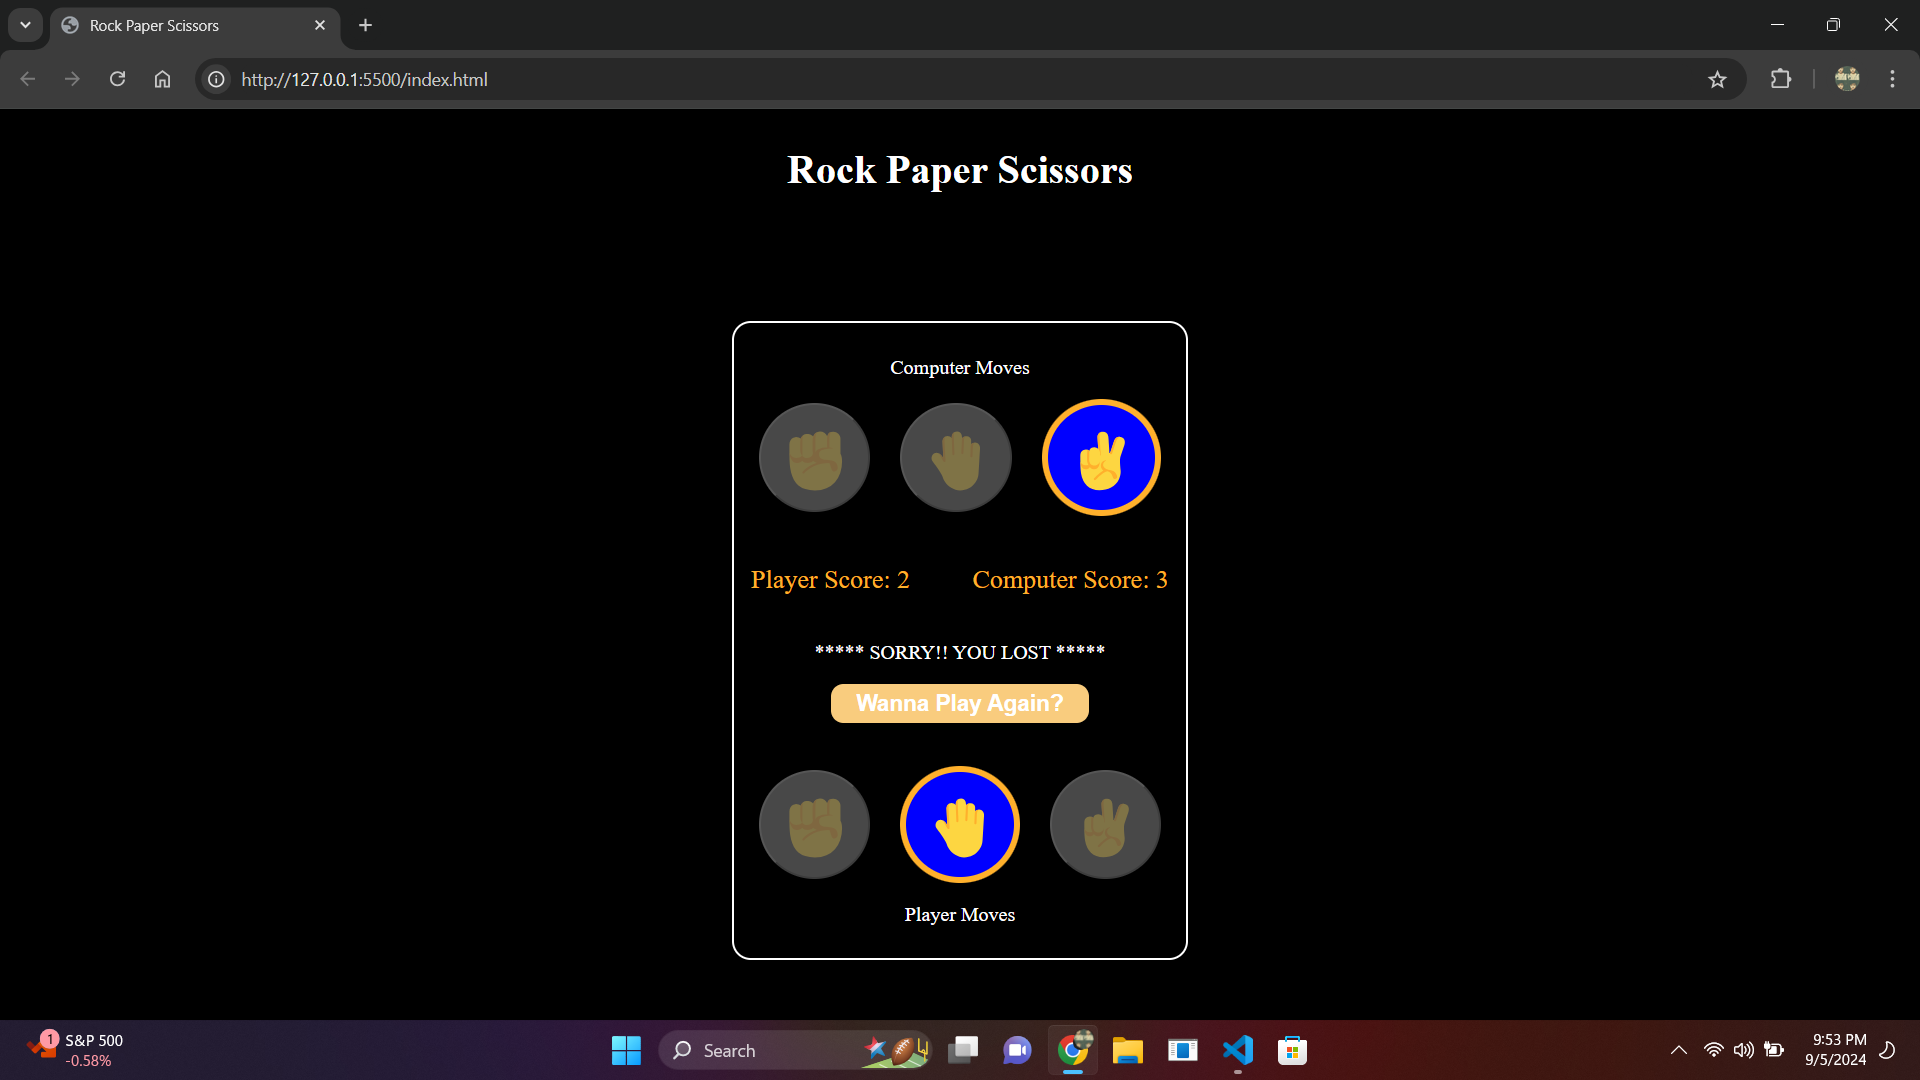 Rock Paper Scissors
http://127.0.0.1:5500/index.html
Rock Paper Scissors
Computer Moves
Player Score: 2
Computer Score: 3
***** SORRY!! YOU LOST *****
Wanna Play Again?
Player Moves
1
S&P 500
-0.58%
Search
9:53 PM
9/5/2024